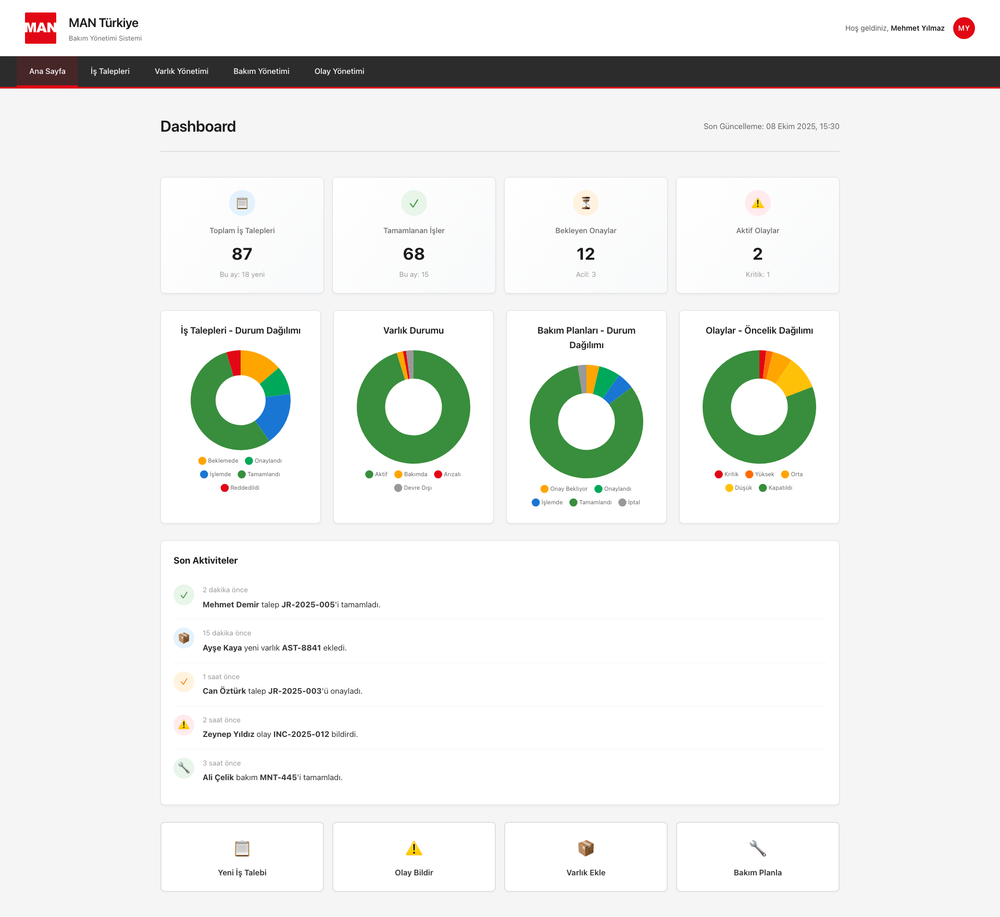 MAN
MAN Türkiye
Bakım Yönetimi Sistemi
Hoş geldiniz, Mehmet Yılmaz
MY
Ana Sayfa
İş Talepleri
Varlık Yönetimi
Bakım Yönetimi
Olay Yönetimi
Dashboard
Son Güncelleme: 08 Ekim 2025, 15:30
Toplam İş Talepleri
87
Bu ay: 18 yeni
Tamamlanan İşler
68
Bu ay: 15
Bekleyen Onaylar
12
Acil: 3
Aktif Olaylar
2
Kritik: 1
İş Talepleri - Durum Dağılımı
Beklemede
Onaylandı
İşlemde
Tamamlandı
Reddedildi
Varlık Durumu
Aktif
Bakımda
Arızalı
Devre Dışı
Bakım Planları - Durum
Dağılımı
Onay Bekliyor
Onaylandı
İşlemde
Tamamlandı
İptal
Olaylar - Öncelik Dağılımı
Kritik
Yüksek
Orta
Düşük
Kapatıldı
Son Aktiviteler
2 dakika önce
Mehmet Demir talep JR-2025-005'i tamamladı.
15 dakika önce
Ayşe Kaya yeni varlık AST-8841 ekledi.
1 saat önce
Can Öztürk talep JR-2025-003'ü onayladı.
2 saat önce
Zeynep Yıldız olay INC-2025-012 bildirdi.
3 saat önce
Ali Çelik bakım MNT-445'i tamamladı.
Yeni İş Talebi
Olay Bildir
Varlık Ekle
Bakım Planla